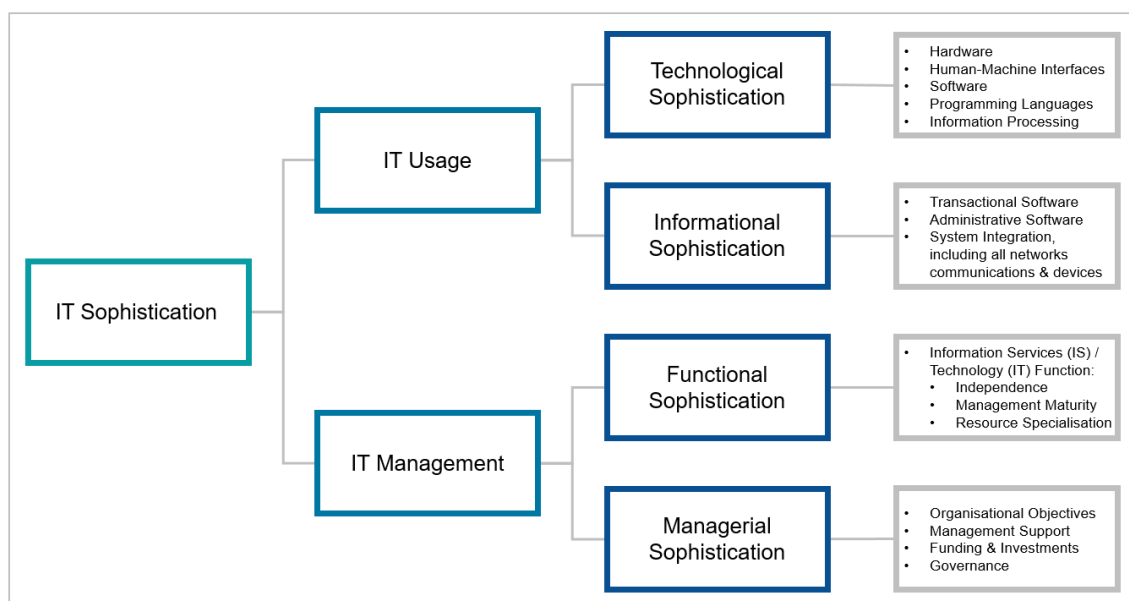 IT Sophistication
IT Usage
IT Management
Technological
Sophistication
• Hardware
• Human-Machine Interfaces
• Software
• Programming Languages
• Information Processing
Informational
Sophistication
• Transactional Software
• Administrative Software
• System Integration,
including all networks
communications & devices
Functional
Sophistication
• Information Services (IS) /
Technology (IT) Function:
• Independence
• Management Maturity
• Resource Specialisation
Managerial
Sophistication
• Organisational Objectives
• Management Support
• Funding & Investments
• Governance